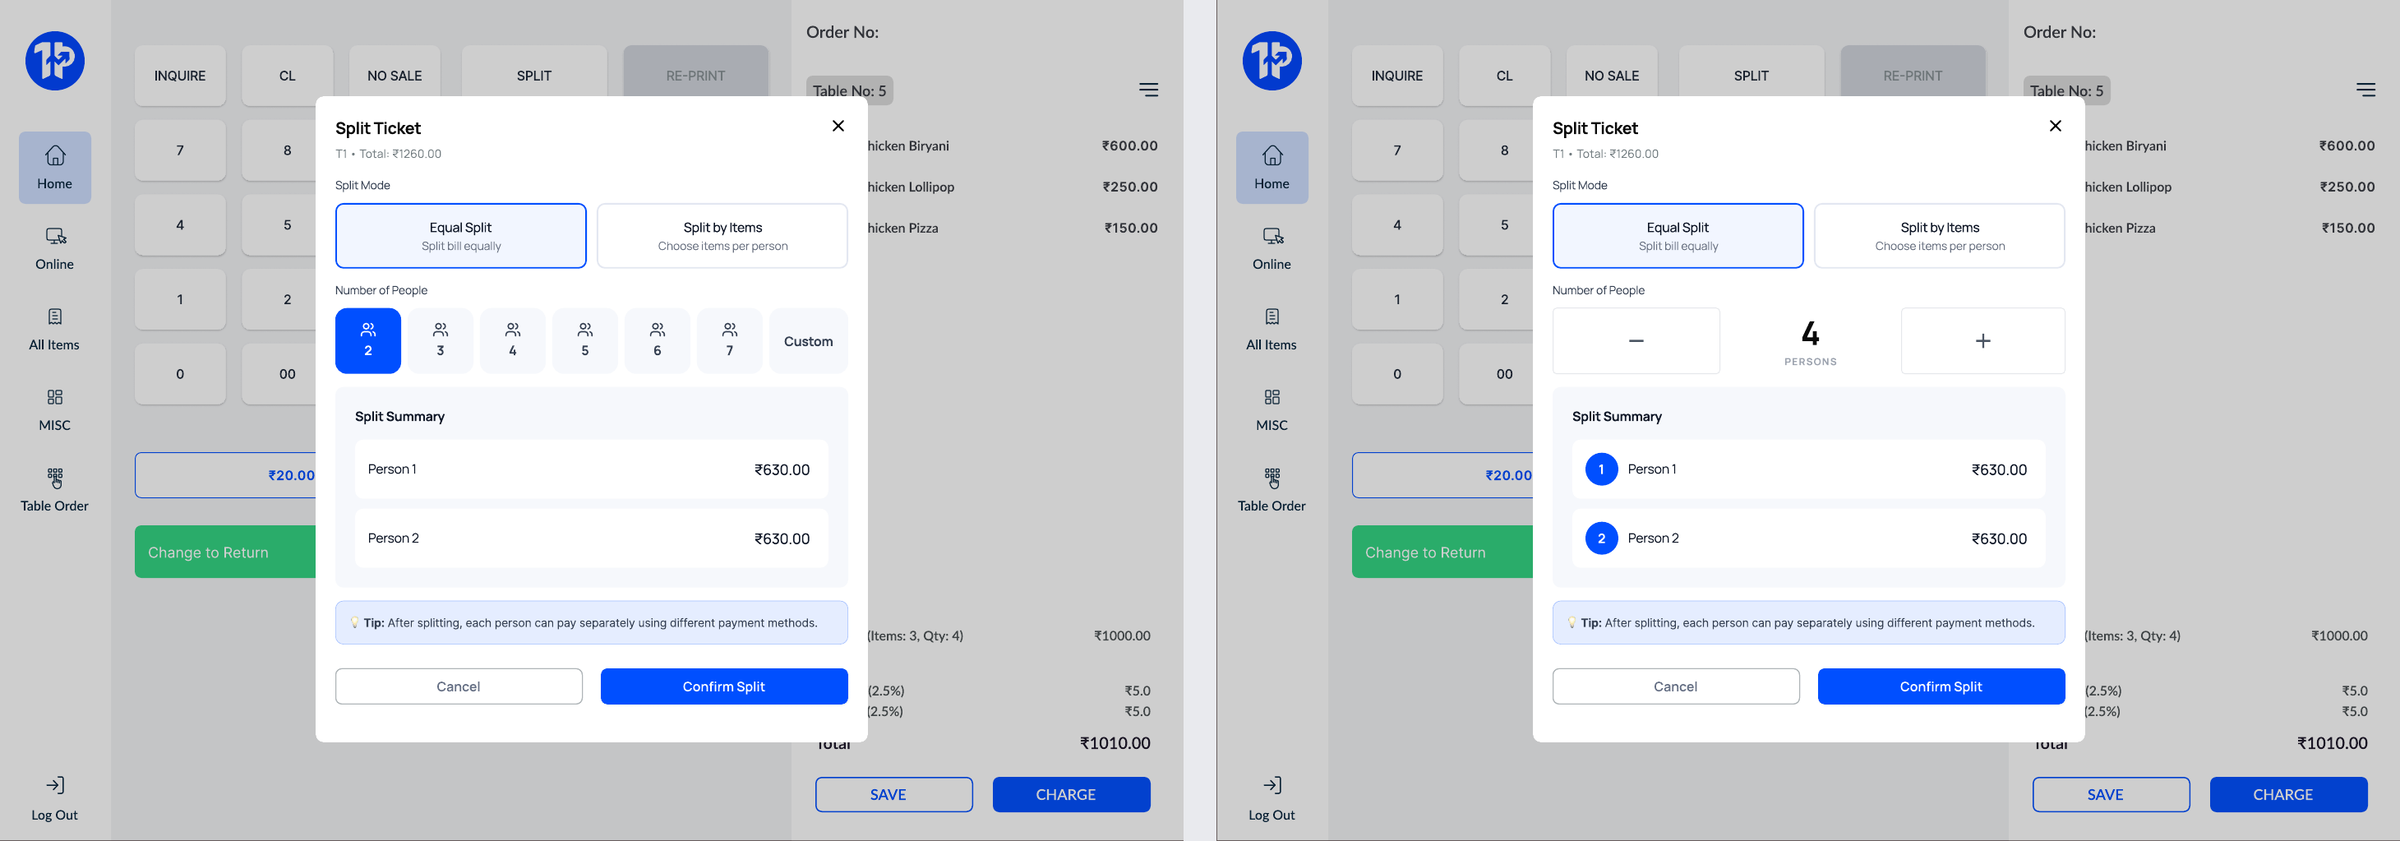 Order No:
INQUIRE
CL
NO SALE
SPLIT
RE-PRINT
Table No: 5
Split Ticket
T1 • Total: ₹1260.00
7
8
hicken Biryani
₹600.00
Home
Split Mode
hicken Lollipop
₹250.00
4
5
Equal Split
Split bill equally
Split by Items
Choose items per person
hicken Pizza
₹150.00
Online
Number of People
1
2
2
3
4
5
6
7
Custom
All Items
0
00
MISC
Split Summary
₹20.00
Person 1
₹630.00
Table Order
Person 2
₹630.00
Change to Return
Tip: After splitting, each person can pay separately using different payment methods.
(Items: 3, Qty: 4)
₹1000.00
Cancel
Confirm Split
(2.5%)
₹5.0
(2.5%)
₹5.0
Total
₹1010.00
SAVE
CHARGE
Log Out
Order No:
INQUIRE
CL
NO SALE
SPLIT
RE-PRINT
Table No: 5
Split Ticket
T1 • Total: ₹1260.00
7
8
hicken Biryani
₹600.00
Home
Split Mode
hicken Lollipop
₹250.00
4
5
Equal Split
Split bill equally
Split by Items
Choose items per person
hicken Pizza
₹150.00
Online
Number of People
1
2
−
4
PERSONS
+
All Items
0
00
MISC
Split Summary
₹20.00
1
Person 1
₹630.00
Table Order
2
Person 2
₹630.00
Change to Return
Tip: After splitting, each person can pay separately using different payment methods.
(Items: 3, Qty: 4)
₹1000.00
Cancel
Confirm Split
(2.5%)
₹5.0
(2.5%)
₹5.0
Total
₹1010.00
SAVE
CHARGE
Log Out